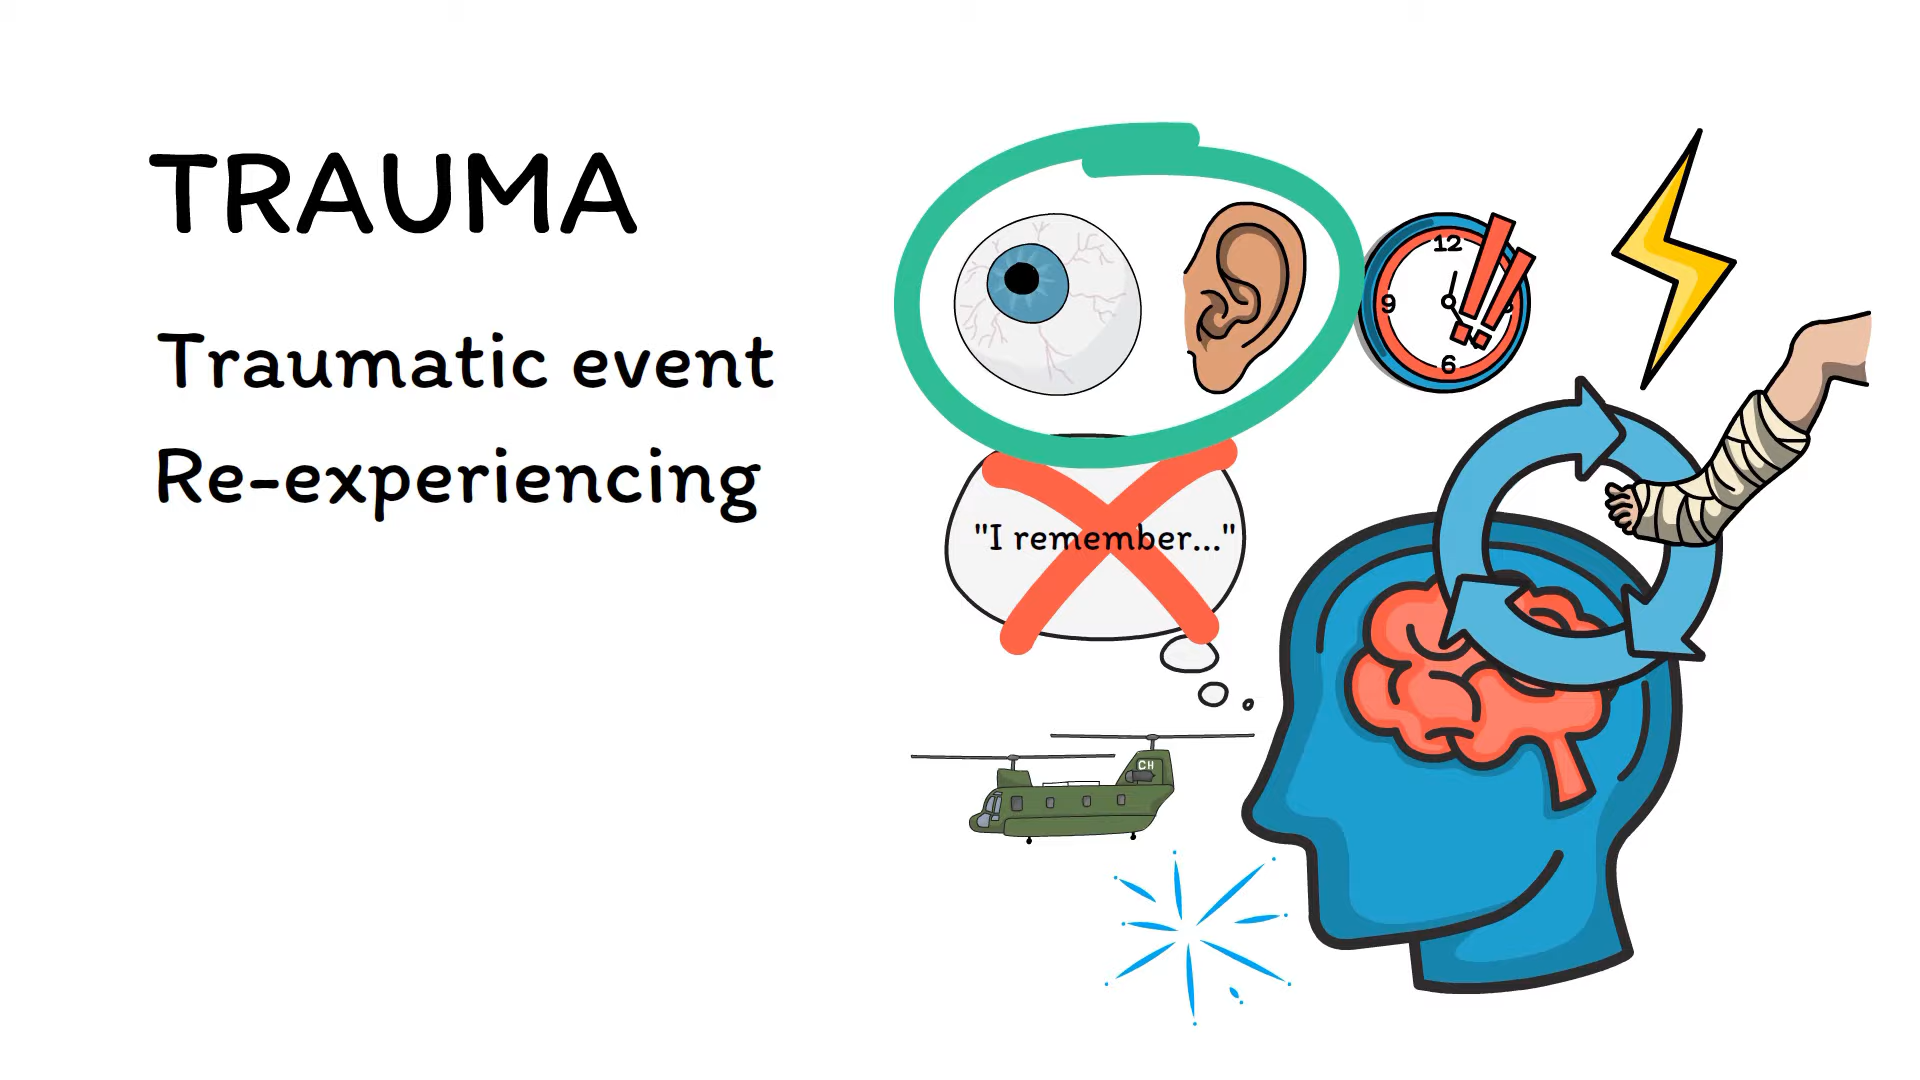 TRAUMA
Traumatic event
Re-experiencing
12
9
6
"I remember..."
CH